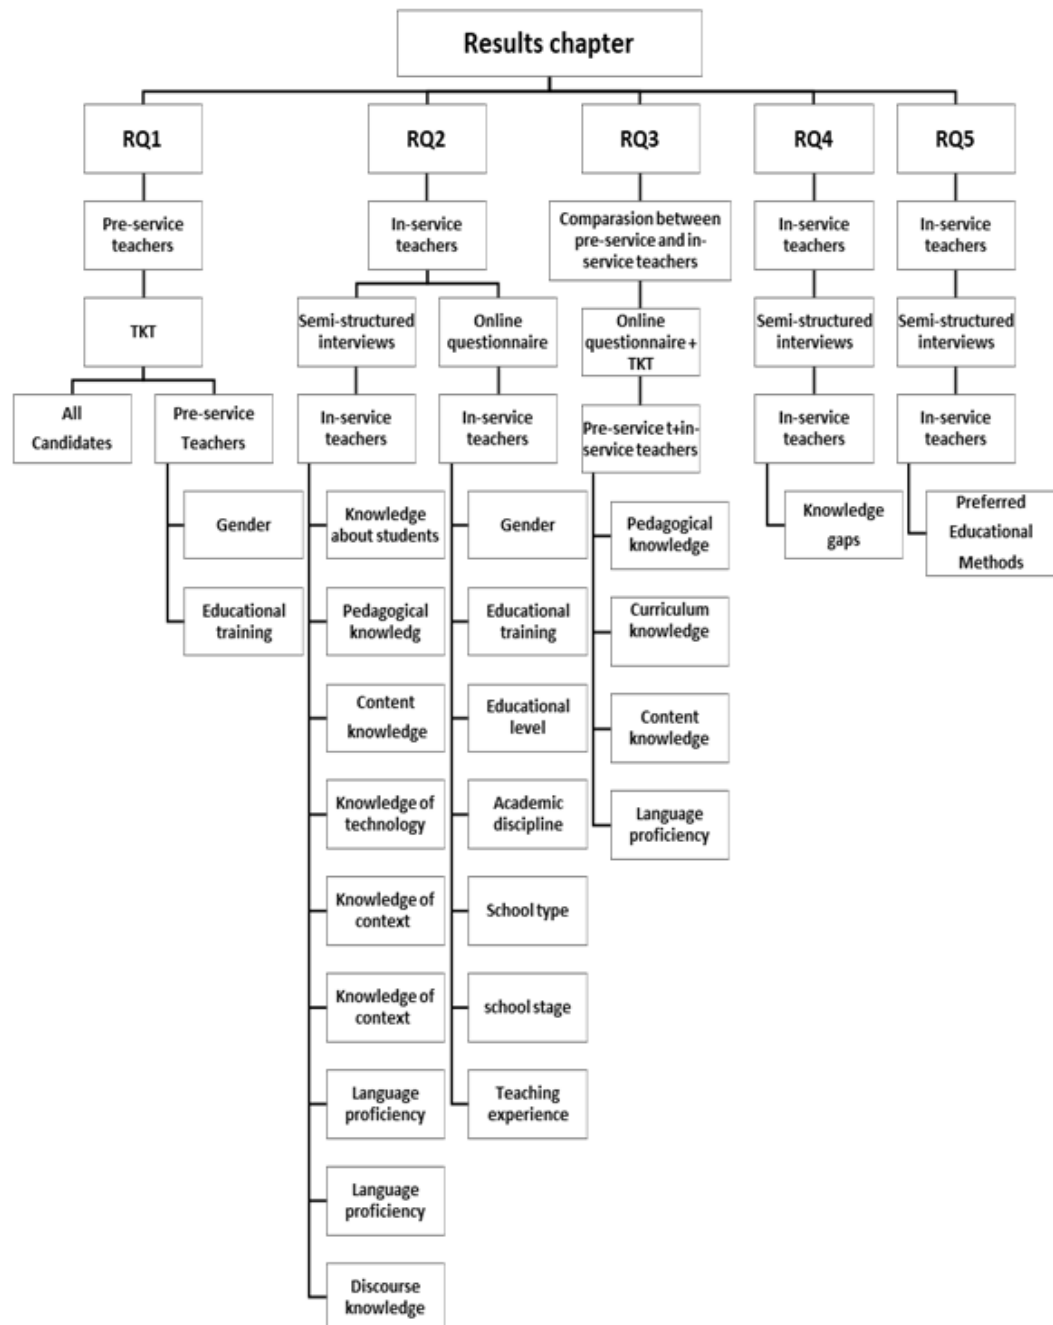 Results chapter
RQ1
RQ2
RQ3
RQ4
RQ5
Pre-service
teachers
In-service
teachers
Comparasion between
pre-service and in-
service teachers
In-service
teachers
In-service
teachers
TKT
Semi-structured
interviews
Online
questionnaire
Online
questionnaire +
TKT
Semi-structured
interviews
Semi-structured
interviews
All
Candidates
Pre-service
Teachers
In-service
teachers
In-service
teachers
Pre-service t+in-
service teachers
In-service
teachers
In-service
teachers
Gender
Educational
training
Knowledge
about students
Pedagogical
knowledg
Content
knowledge
Knowledge of
technology
Knowledge of
context
Knowledge of
context
Language
proficiency
Language
proficiency
Discourse
knowledge
Gender
Educational
training
Educational
level
Academic
discipline
School type
school stage
Teaching
experience
Pedagogical
knowledge
Curriculum
knowledge
Content
knowledge
Language
proficiency
Knowledge
gaps
Preferred
Educational
Methods